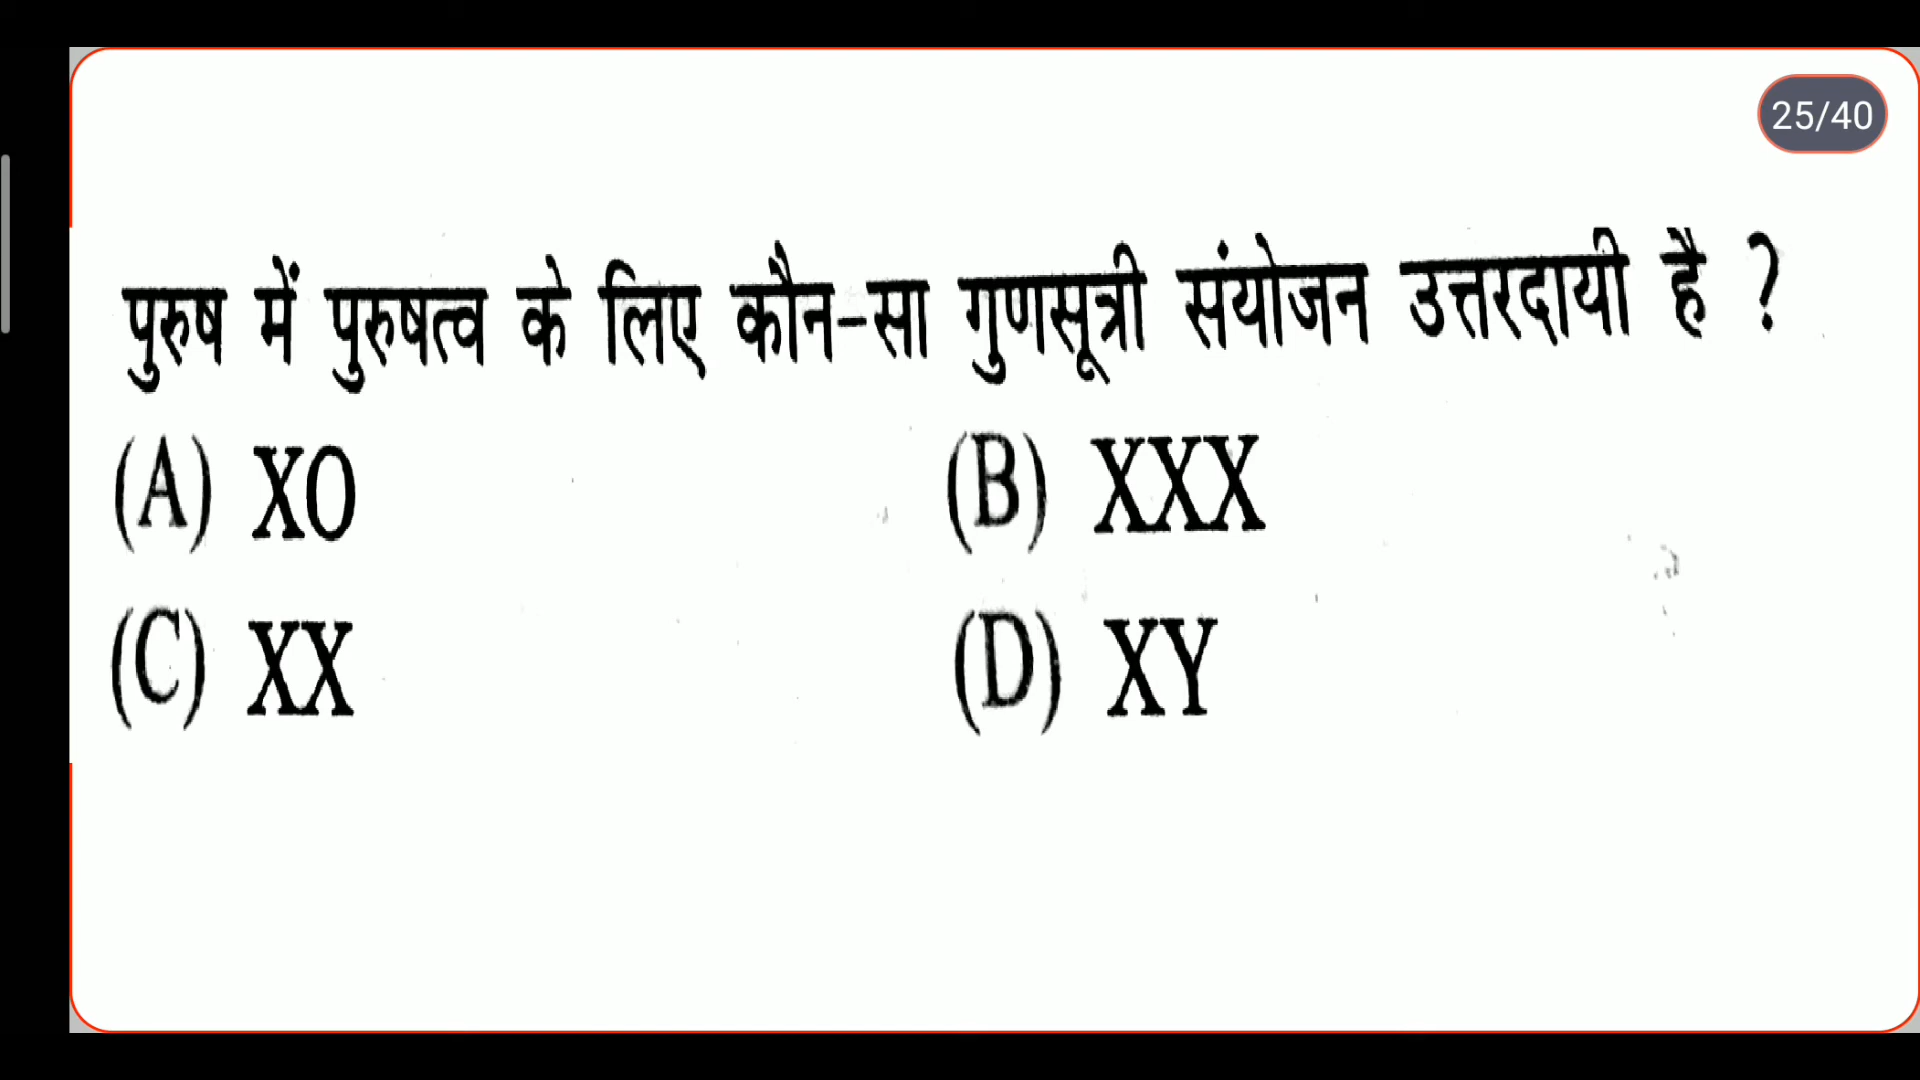 25/40
पुरुष में पुरुषत्व के लिए कौन-सा गुणसूत्री संयोजन उत्तरदायी है ?
(A) XO (B) XXX
(C) XX (D) XY